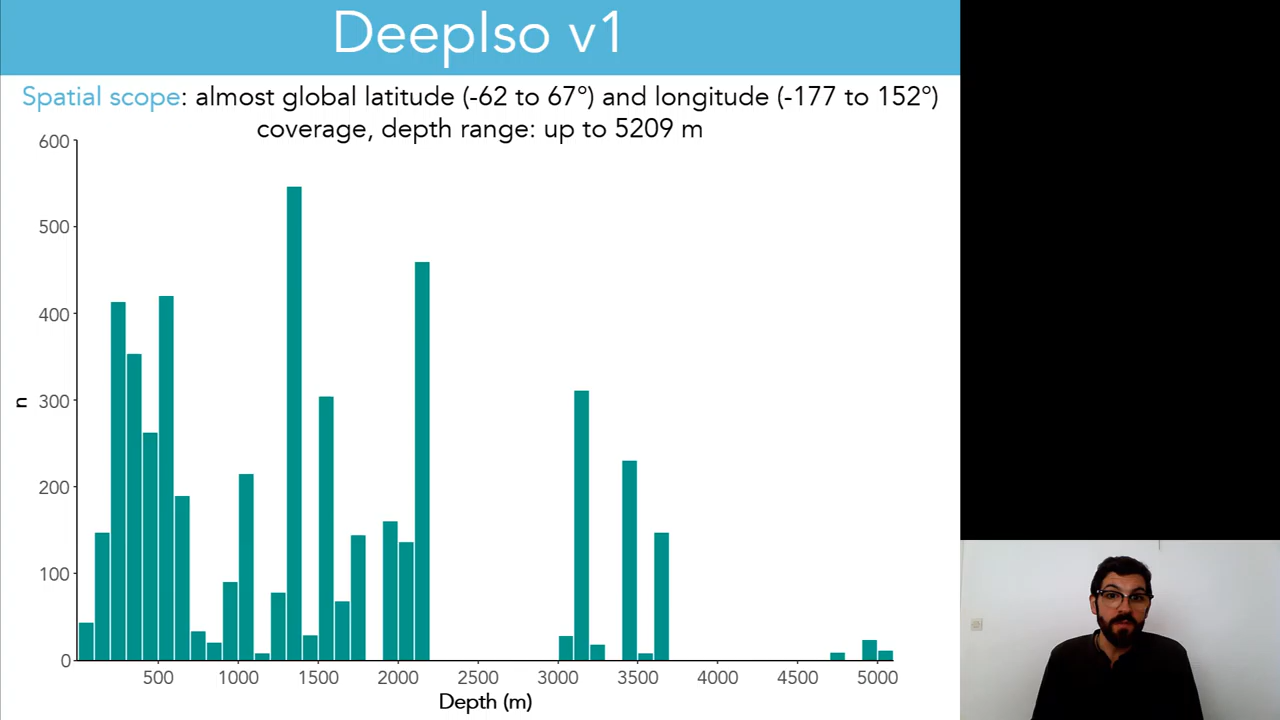 DeepIso v1
Spatial scope: almost global latitude (-62 to 67°) and longitude (-177 to 152°)
coverage, depth range: up to 5209 m
600
500
400
300
200
100
0
n
500 1000 1500 2000 2500 3000 3500 4000 4500 5000
Depth (m)